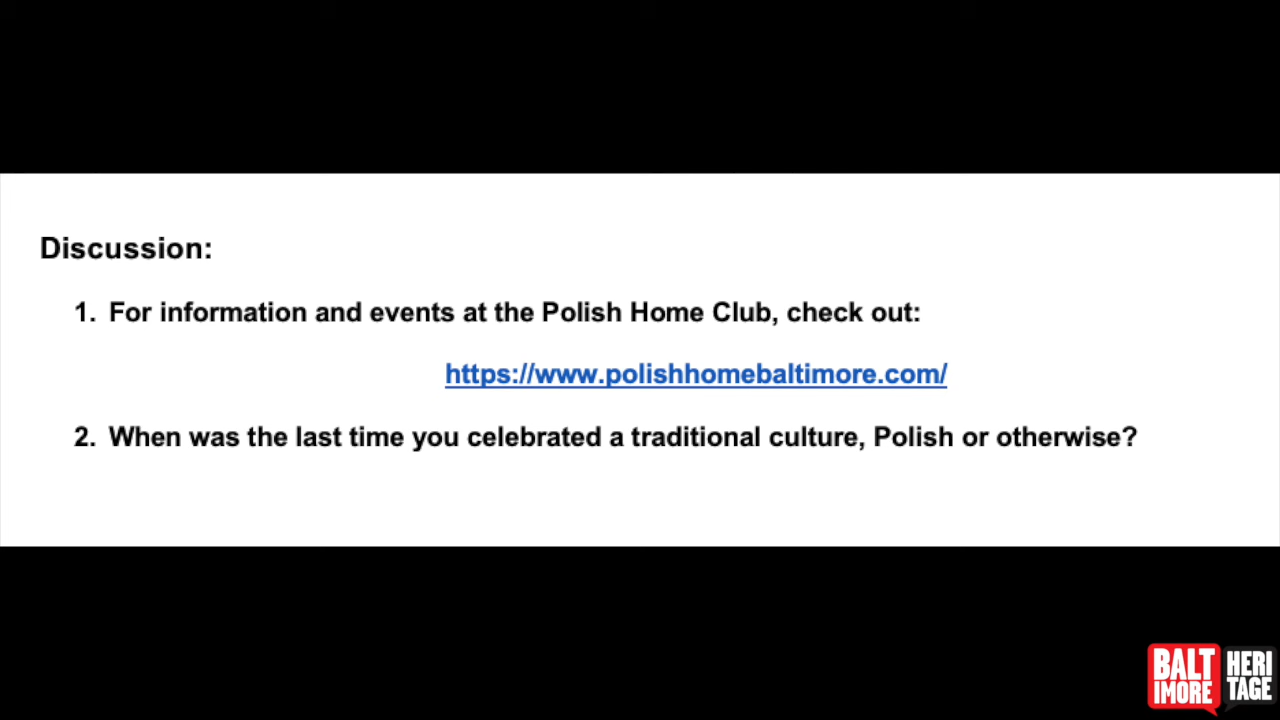 Discussion:
1. For information and events at the Polish Home Club, check out:
https://www.polishhomebaltimore.com/
2. When was the last time you celebrated a traditional culture, Polish or otherwise?
BALT
IMORE
HERI
TAGE